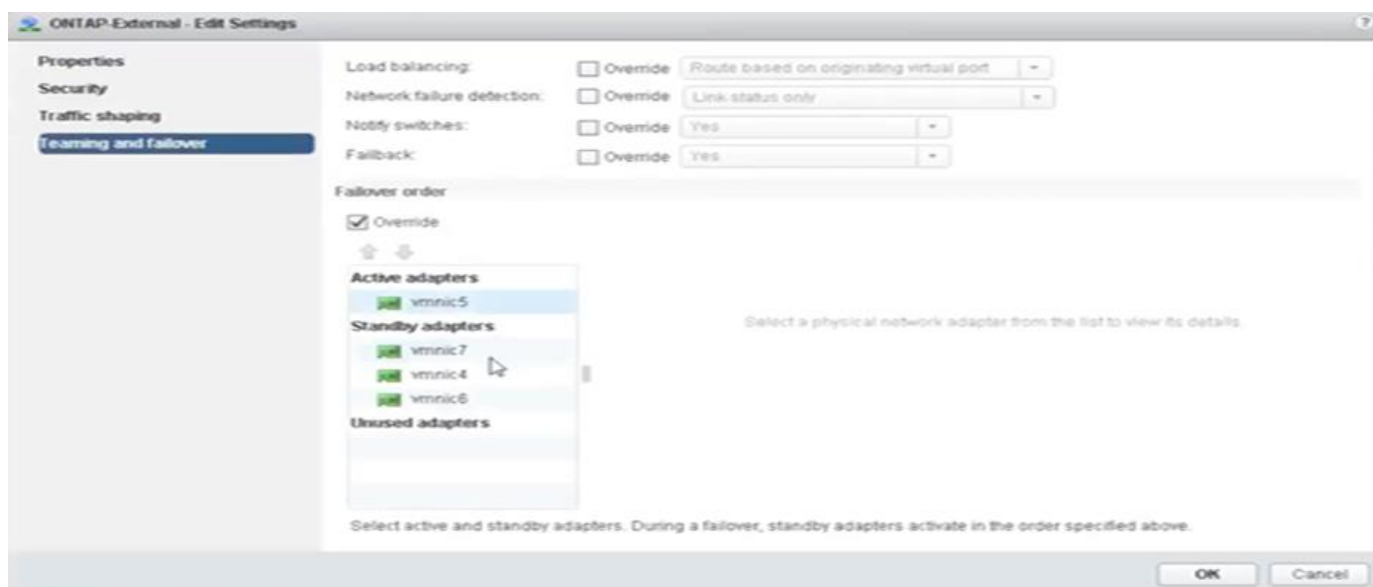 ONTAP-External - Edit Settings
?
Properties
Security
Traffic shaping
Teaming and failover
Load balancing: Override Route based on originating virtual port
Network failure detection: Override Link status only
Notify switches: Override Yes
Failback: Override Yes
Failover order
Override
Active adapters
vmnic5
Standby adapters
vmnic7
vmnic4
vmnic6
Unused adapters
Select a physical network adapter from the list to view its details.
Select active and standby adapters. During a failover, standby adapters activate in the order specified above.
OK Cancel